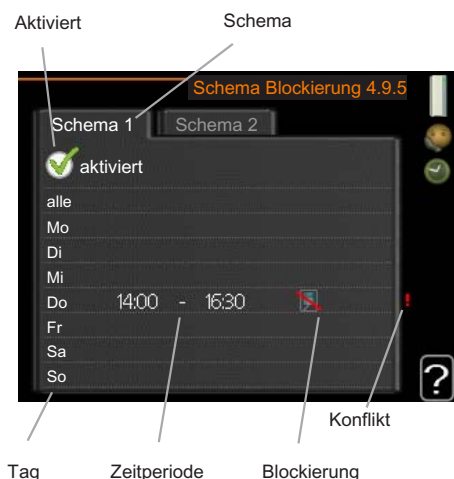 Aktiviert
Schema
Schema Blockierung 4.9.5
Schema 1
Schema 2
aktiviert
alle
Mo
Di
Mi
Do 14:00 - 16:30 !
Fr
Sa
So
?
Konflikt
Tag
Zeitperiode
Blockierung